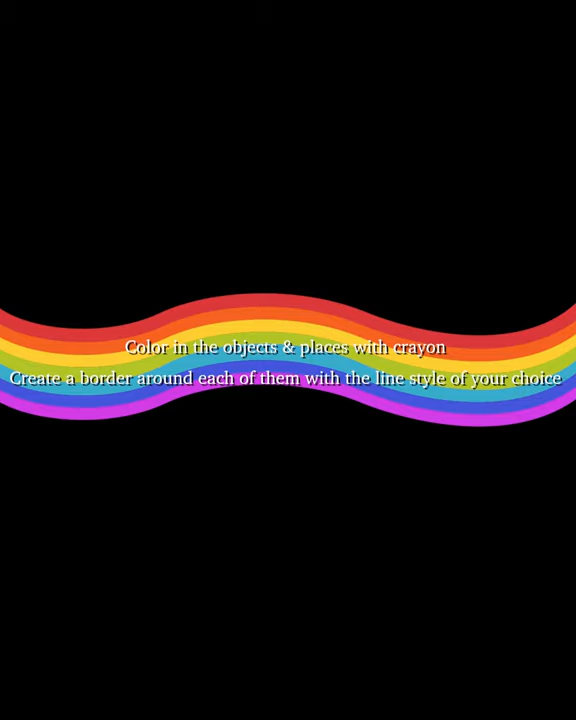 Color in the objects & places with crayon
Create a border around each of them with the line style of your choice